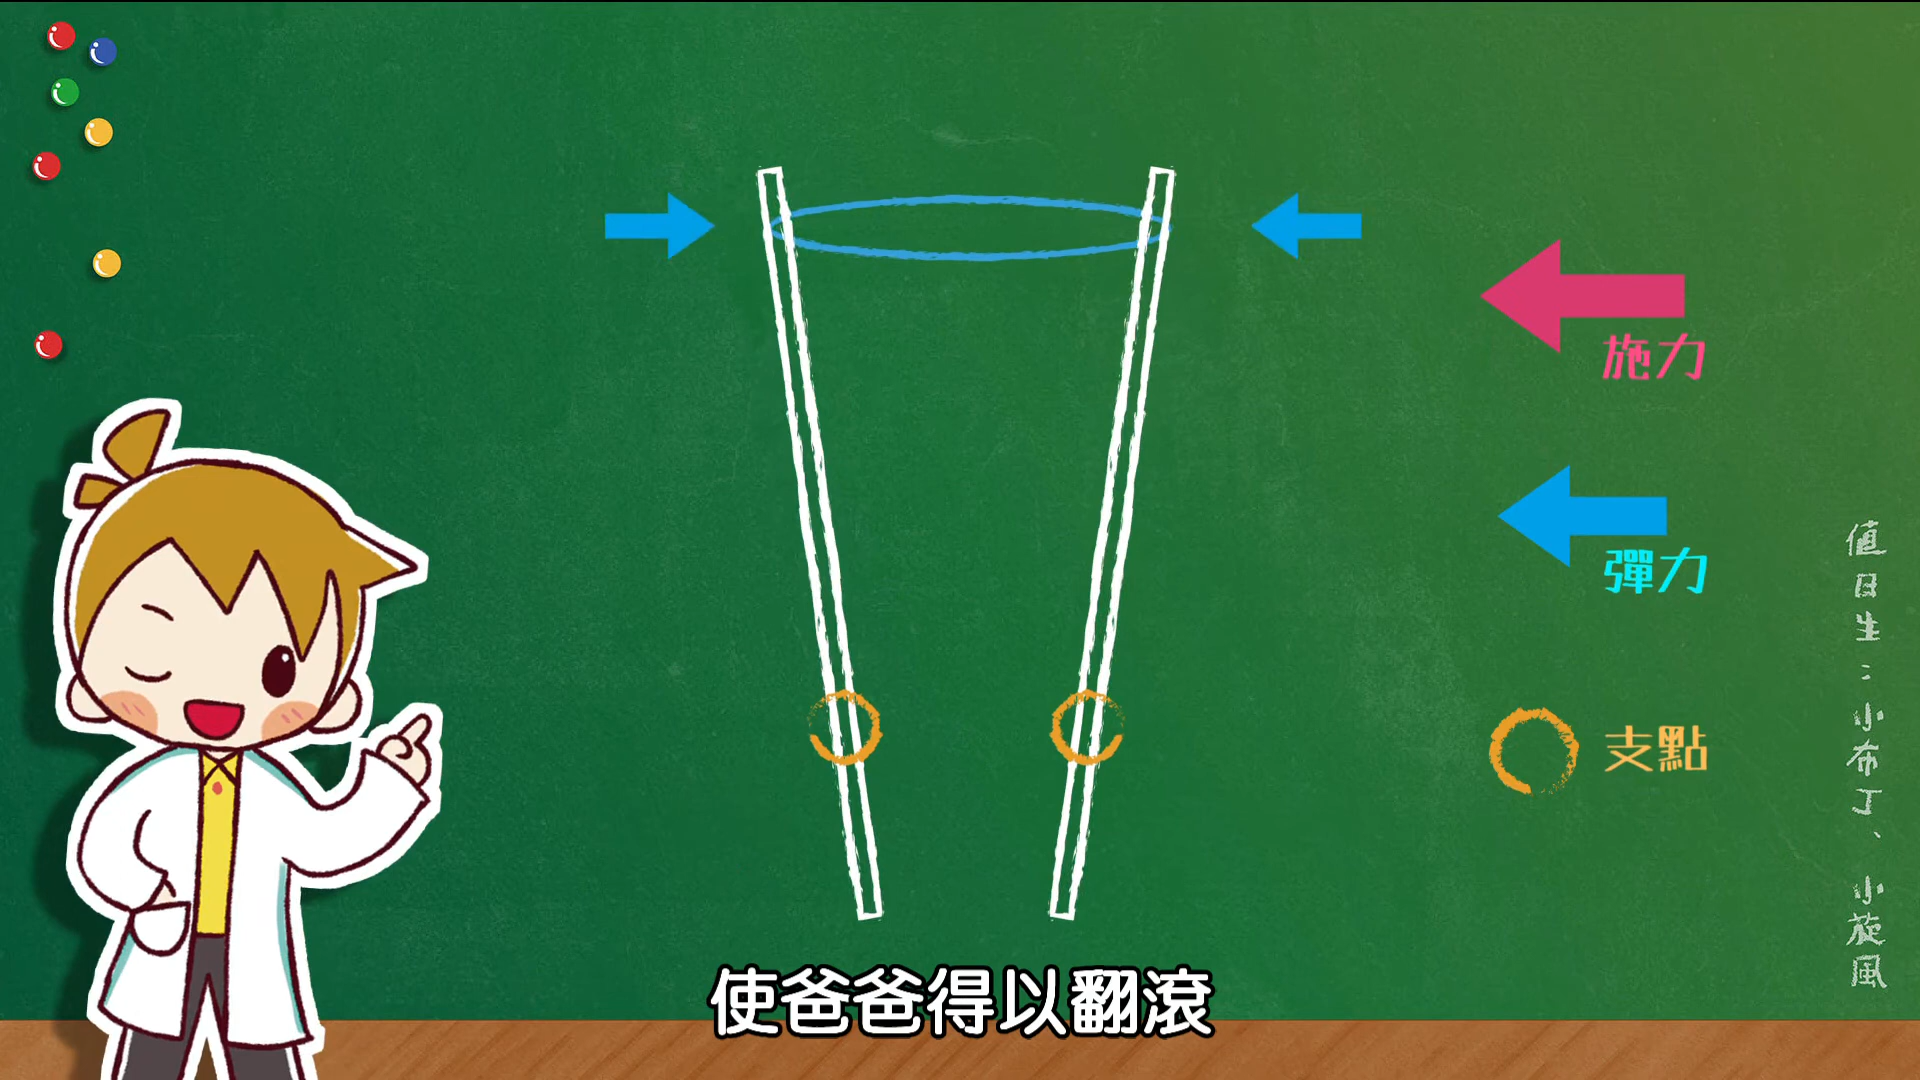 施力
彈力
支點
值日生：小布丁、小旋風
使爸爸得以翻滾